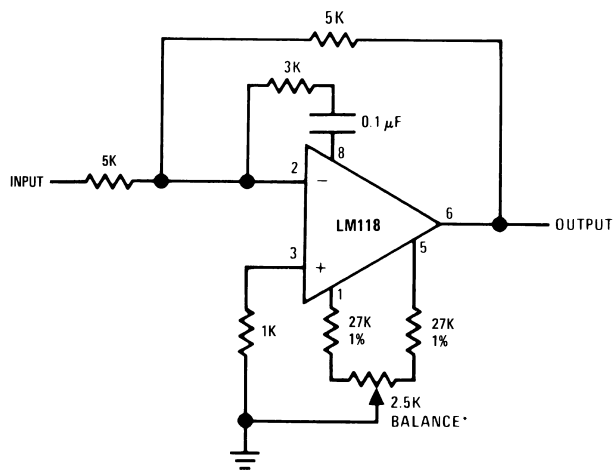 5K
3K
0.1 μF
8
5K
INPUT
2
−
LM118
6
OUTPUT
5
3
+
1
1K
27K
1%
27K
1%
2.5K
BALANCE*